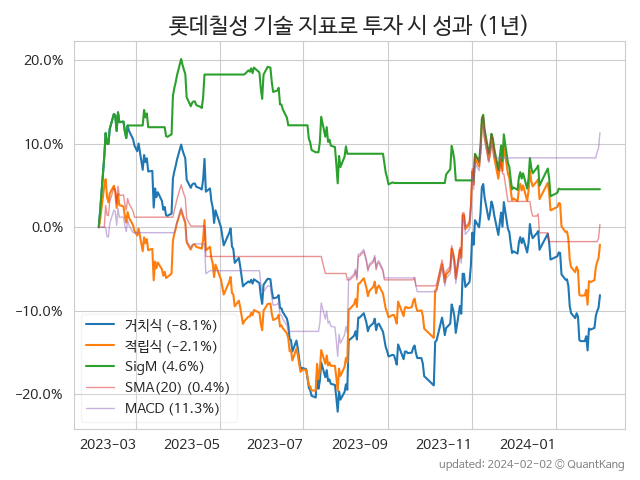 롯데칠성 기술 지표로 투자 시 성과 (1년)
20.0%
10.0%
0.0%
−10.0%
−20.0%
거치식 (−8.1%)
적립식 (−2.1%)
SigM (4.6%)
SMA(20) (0.4%)
MACD (11.3%)
2023-03
2023-05
2023-07
2023-09
2023-11
2024-01
updated: 2024-02-02 © QuantKang